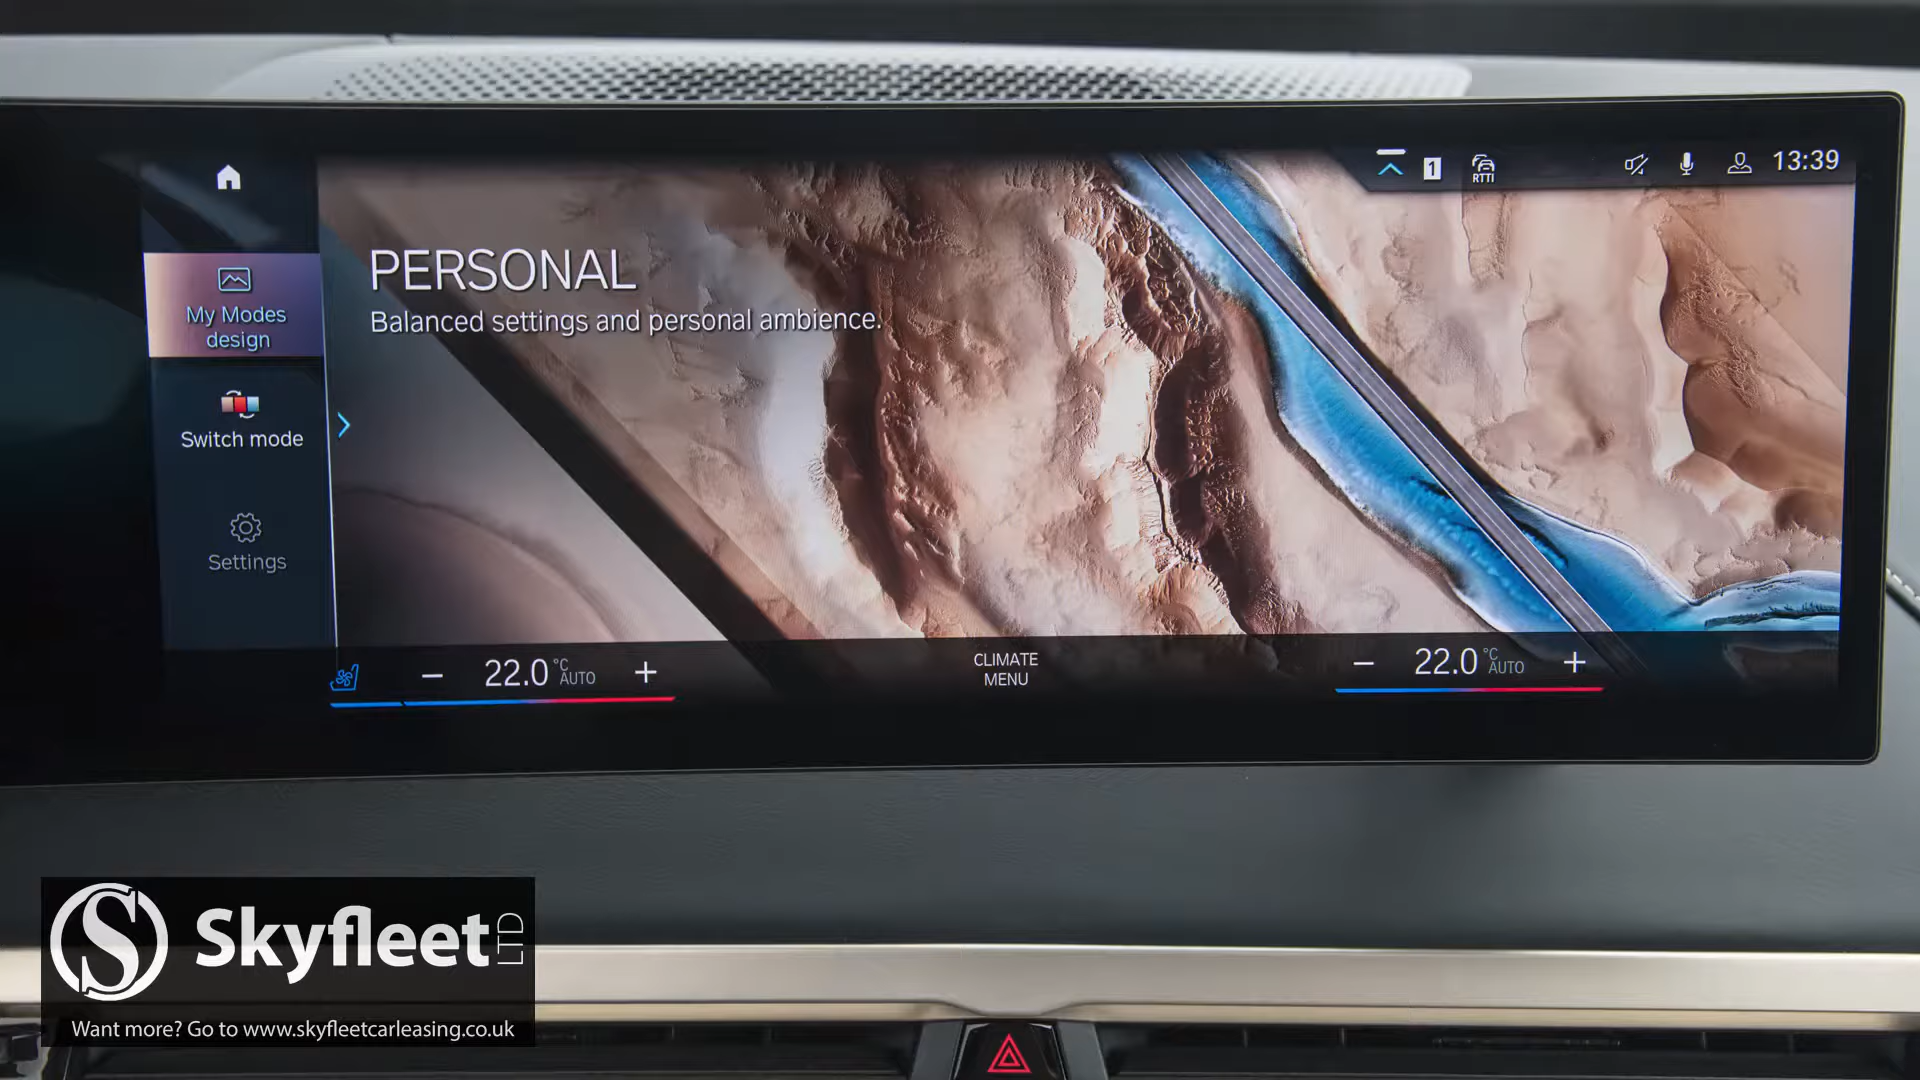 1
RTTI
13:39
PERSONAL
Balanced settings and personal ambience.
My Modes
design
Switch mode
Settings
− 22.0 °C AUTO +
CLIMATE
MENU
− 22.0 °C AUTO +
S Skyfleet LTD
Want more? Go to www.skyfleetcarleasing.co.uk